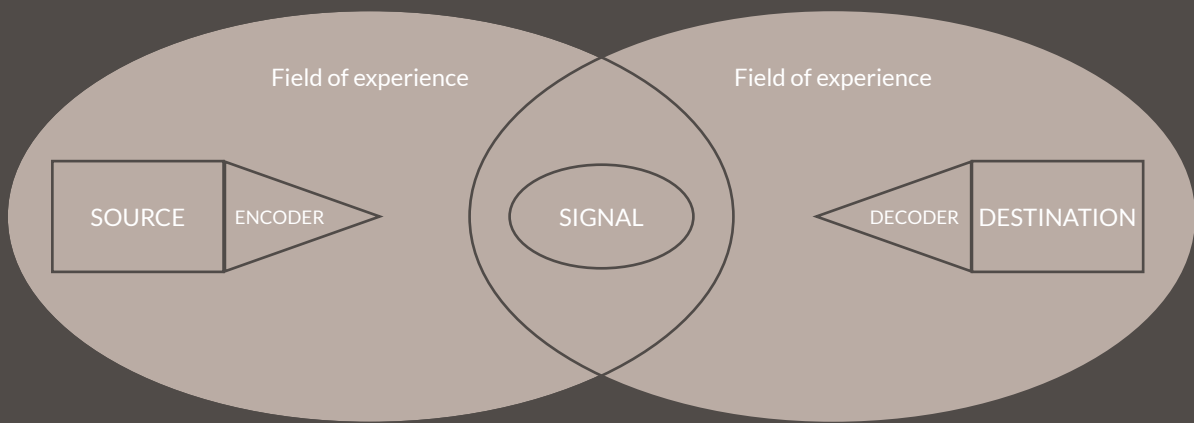 Field of experience
Field of experience
SOURCE
ENCODER
SIGNAL
DECODER
DESTINATION